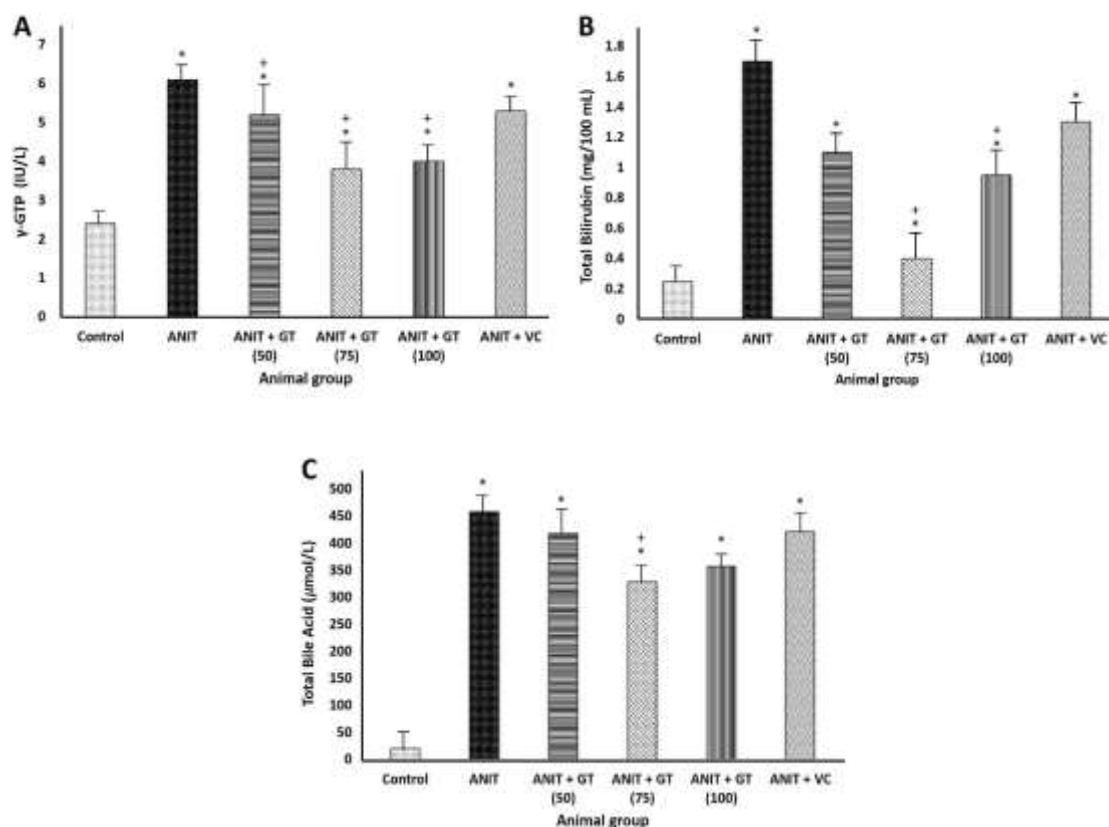 A
γ-GTP (IU/L)
7
6
5
4
3
2
1
0
*
+
*
+
*
+
*
*
Control
ANIT
ANIT + GT
(50)
ANIT + GT
(75)
ANIT + GT
(100)
ANIT + VC
Animal group
B
Total Bilirubin (mg/100 mL)
1.8
1.6
1.4
1.2
1
0.8
0.6
0.4
0.2
0
*
*
+
*
+
*
*
Control
ANIT
ANIT + GT
(50)
ANIT + GT
(75)
ANIT + GT
(100)
ANIT + VC
Animal group
C
Total Bile Acid (μmol/L)
500
450
400
350
300
250
200
150
100
50
0
*
*
+
*
*
*
Control
ANIT
ANIT + GT
(50)
ANIT + GT
(75)
ANIT + GT
(100)
ANIT + VC
Animal group